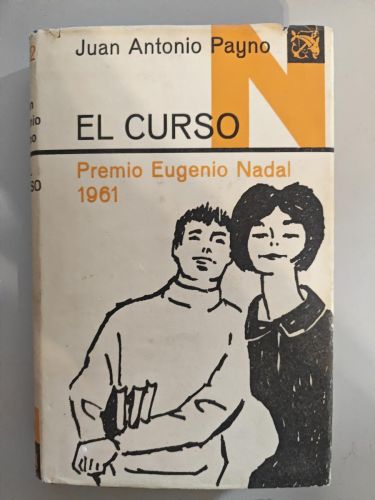 Juan Antonio Payno
N
EL CURSO
Premio Eugenio Nadal
1961